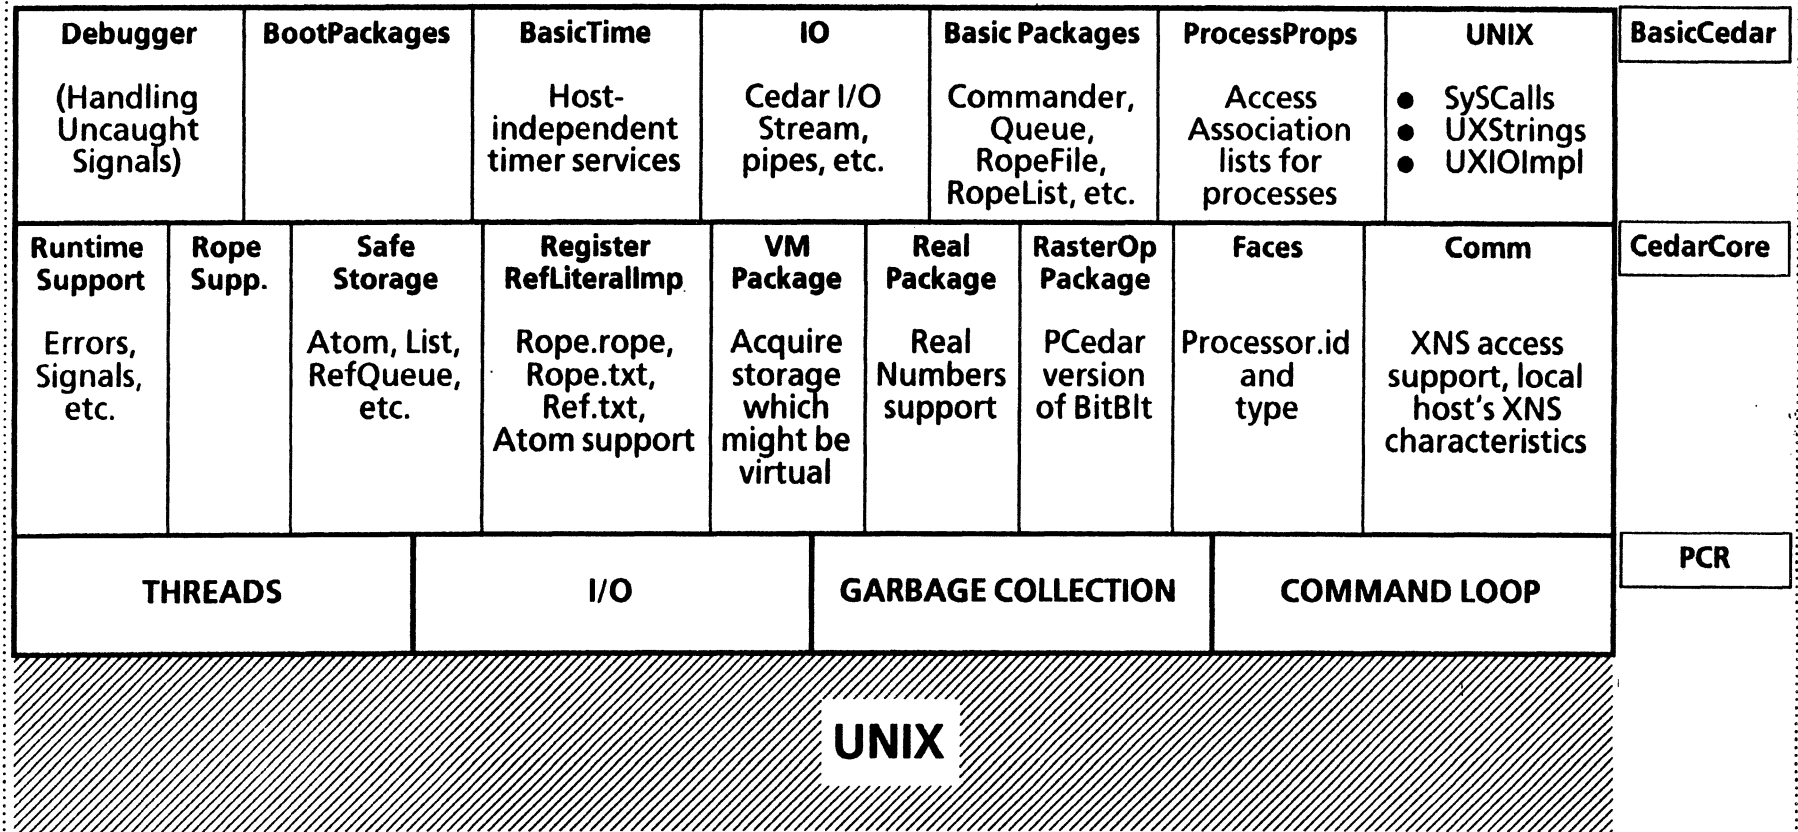 Debugger
(Handling
Uncaught
Signals)
BootPackages
BasicTime
Host-
independent
timer services
IO
Cedar I/O
Stream,
pipes, etc.
Basic Packages
Commander,
Queue,
RopeFile,
RopeList, etc.
ProcessProps
Access
Association
lists for
processes
UNIX
● SySCalls
● UXStrings
● UXIOImpl
BasicCedar
Runtime
Support
Errors,
Signals,
etc.
Rope
Supp.
Safe
Storage
Atom, List,
RefQueue,
etc.
Register
RefLiteralImp
Rope.rope,
Rope.txt,
Ref.txt,
Atom support
VM
Package
Acquire
storage
which
might be
virtual
Real
Package
Real
Numbers
support
RasterOp
Package
PCedar
version
of BitBlt
Faces
Processor.id
and
type
Comm
XNS access
support, local
host's XNS
characteristics
CedarCore
THREADS
I/O
GARBAGE COLLECTION
COMMAND LOOP
PCR
UNIX